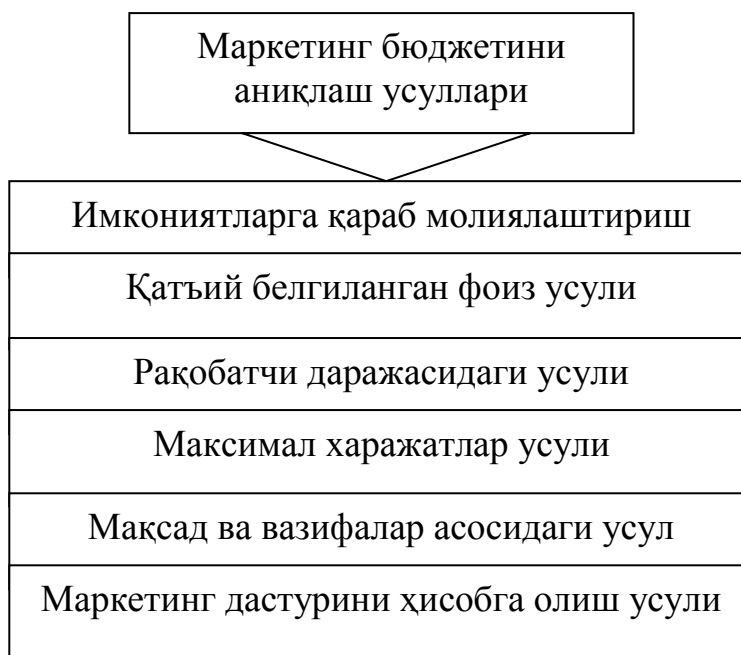 Маркетинг бюджетини
аниқлаш усуллари
Имкониятларга қараб молиялаштириш
Қатъий белгиланган фоиз усули
Рақобатчи даражасидаги усули
Максимал харажатлар усули
Мақсад ва вазифалар асосидаги усул
Маркетинг дастурини ҳисобга олиш усули